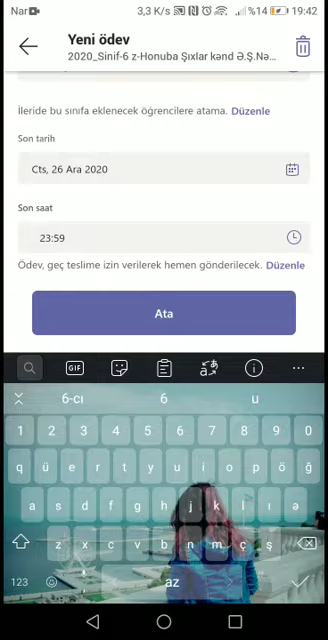 Nar 3,3 K/s %14 19:42
Yeni ödev
2020_Sinif-6 z-Honuba Şıxlar kənd Ə.Ş.Nə...
İleride bu sınıfa eklenecek öğrencilere atama. Düzenle
Son tarih
Cts, 26 Ara 2020
Son saat
23:59
Ödev, geç teslime izin verilerek hemen gönderilecek. Düzenle
Ata
GIF
6-cı 6 u
1 2 3 4 5 6 7 8 9 0
q ü e r t y u i o p ö ğ
a s d f g h j k l ı ə
z x c v b n m ç ş
123 az